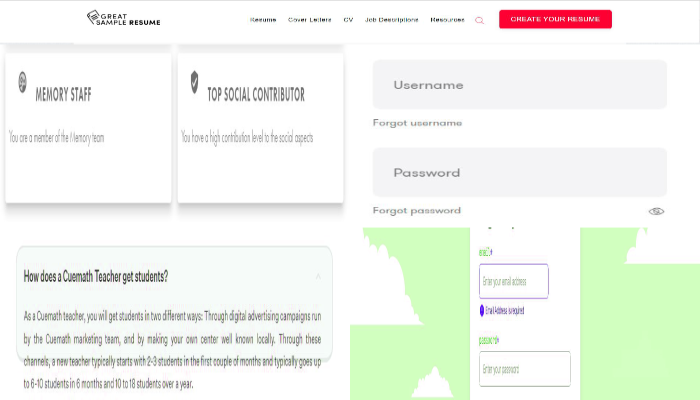 GREAT
SAMPLE RESUME
Resume Cover Letters CV Job Descriptions Resources
CREATE YOUR RESUME
MEMORY STAFF
You are a member of the Memory team
TOP SOCIAL CONTRIBUTOR
You have a high contribution level to the social aspects
Username
Forgot username
Password
Forgot password
How does a Cuemath Teacher get students?
As a Cuemath teacher, you will get students in two different ways: Through digital advertising campaigns run
by the Cuemath marketing team, and by making your own center well known locally. Through these
channels, a new teacher typically starts with 2-3 students in the first couple of months and typically goes up
to 6-10 students in 6 months and 10 to 18 students over a year.
Enter your email address
Email Address is required
password*
Enter your password